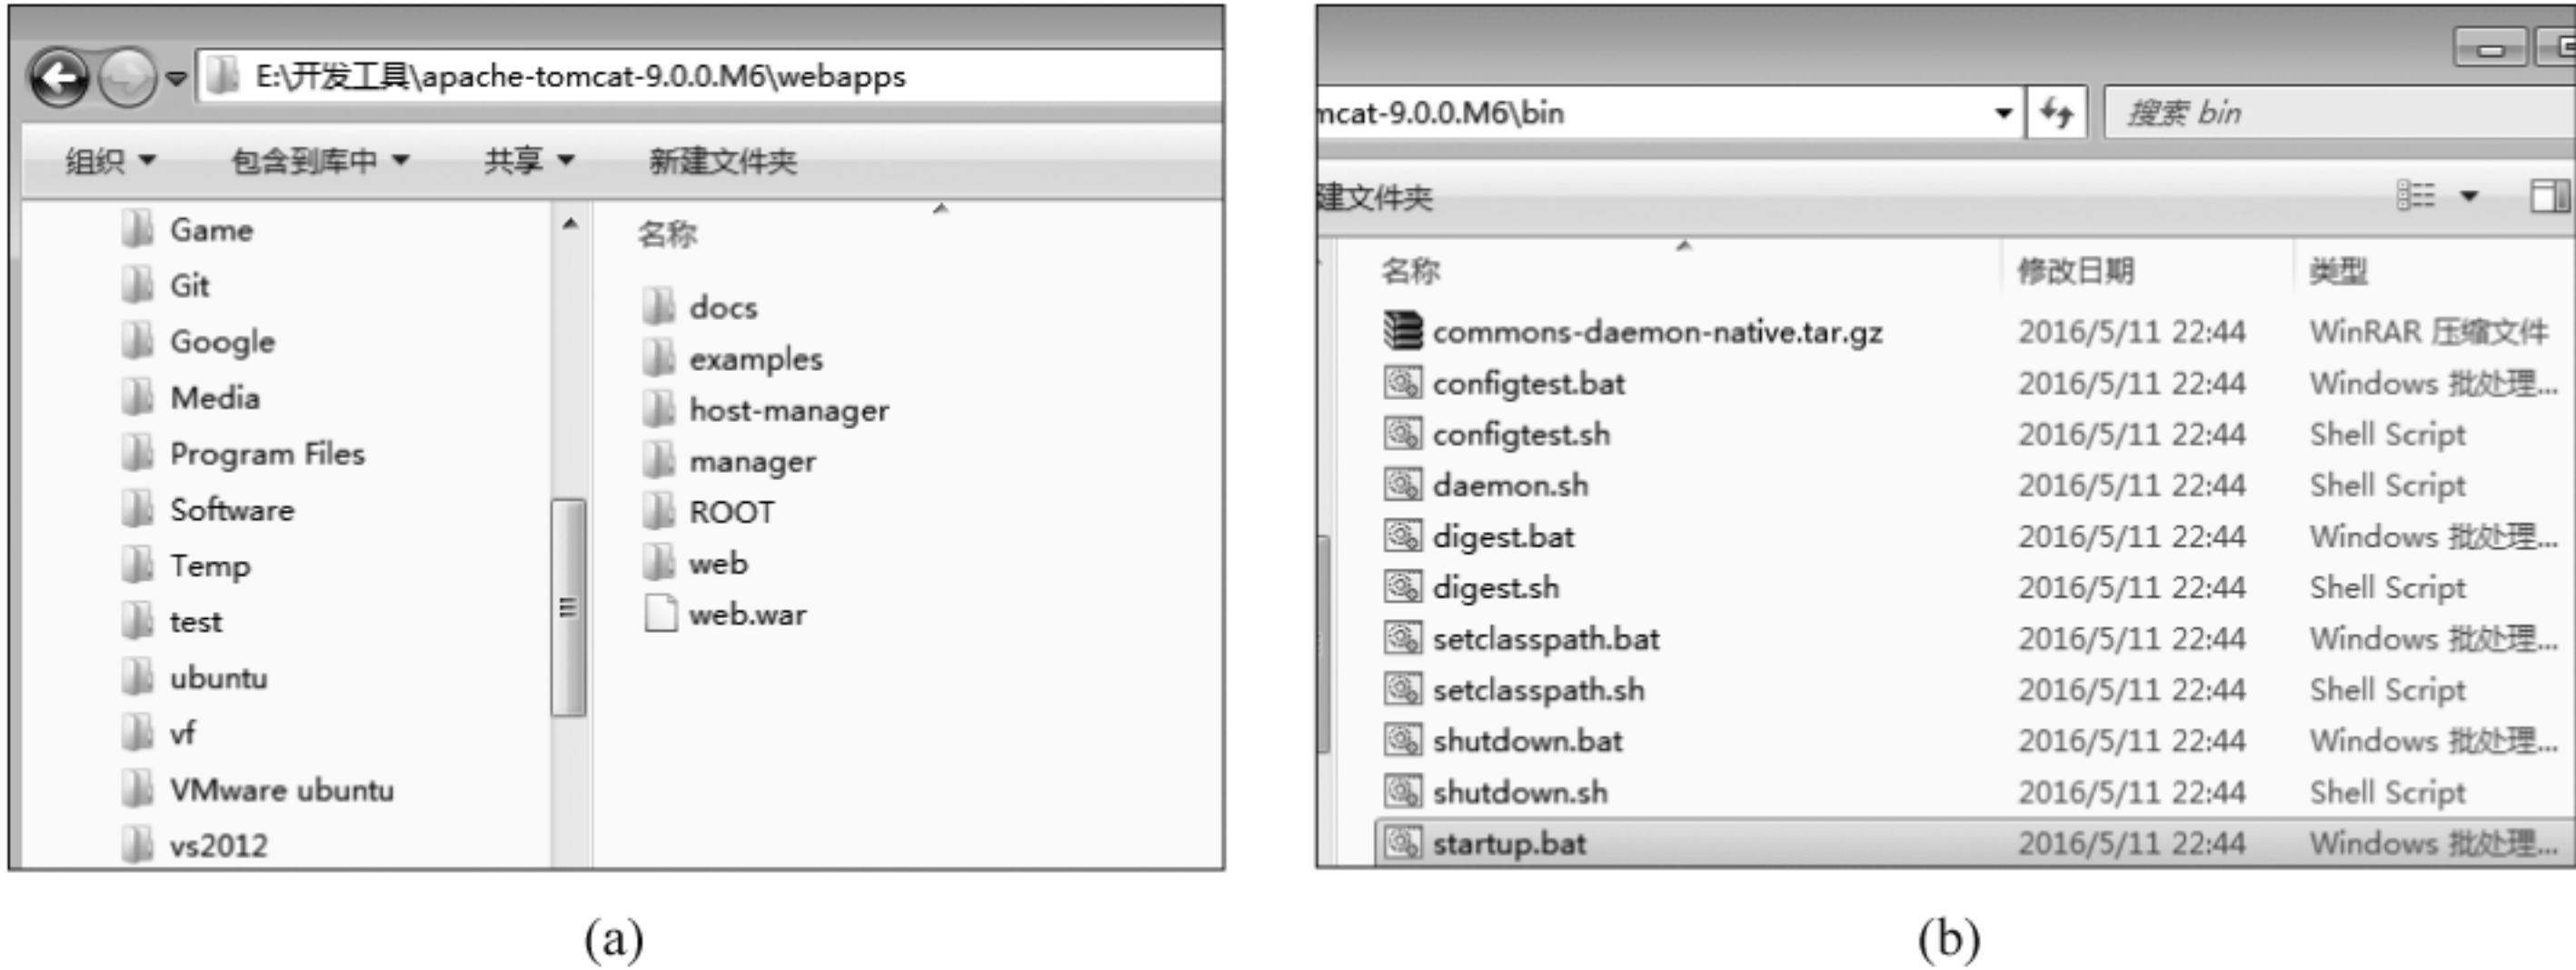 E:\开发工具\apache-tomcat-9.0.0.M6\webapps
组织 包含到库中 共享 新建文件夹
Game
Git
Google
Media
Program Files
Software
Temp
test
ubuntu
vf
VMware ubuntu
vs2012
名称
docs
examples
host-manager
manager
ROOT
web
web.war
(a)
mcat-9.0.0.M6\bin 搜索 bin
建文件夹
名称 修改日期 类型
commons-daemon-native.tar.gz 2016/5/11 22:44 WinRAR 压缩文件
configtest.bat 2016/5/11 22:44 Windows 批处理...
configtest.sh 2016/5/11 22:44 Shell Script
daemon.sh 2016/5/11 22:44 Shell Script
digest.bat 2016/5/11 22:44 Windows 批处理...
digest.sh 2016/5/11 22:44 Shell Script
setclasspath.bat 2016/5/11 22:44 Windows 批处理...
setclasspath.sh 2016/5/11 22:44 Shell Script
shutdown.bat 2016/5/11 22:44 Windows 批处理...
shutdown.sh 2016/5/11 22:44 Shell Script
startup.bat 2016/5/11 22:44 Windows 批处理...
(b)